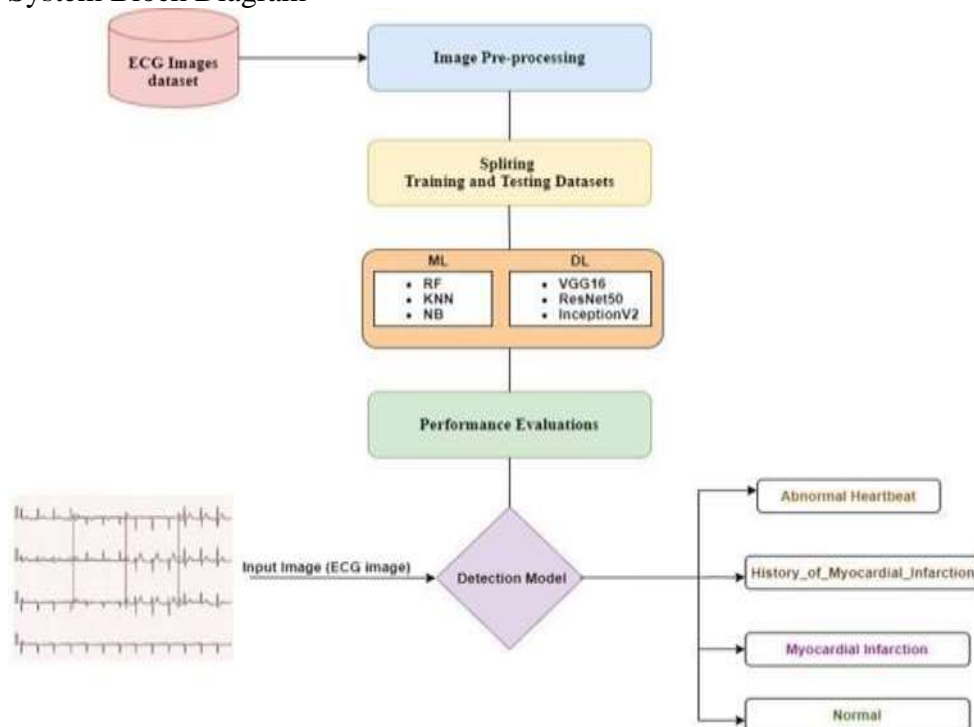 System Block Diagram
ECG Images
dataset
Image Pre-processing
Spliting
Training and Testing Datasets
ML
DL
• RF
• KNN
• NB
• VGG16
• ResNet50
• InceptionV2
Performance Evaluations
Input Image (ECG image)
Detection Model
Abnormal Heartbeat
History_of_Myocardial_Infarction
Myocardial Infarction
Normal